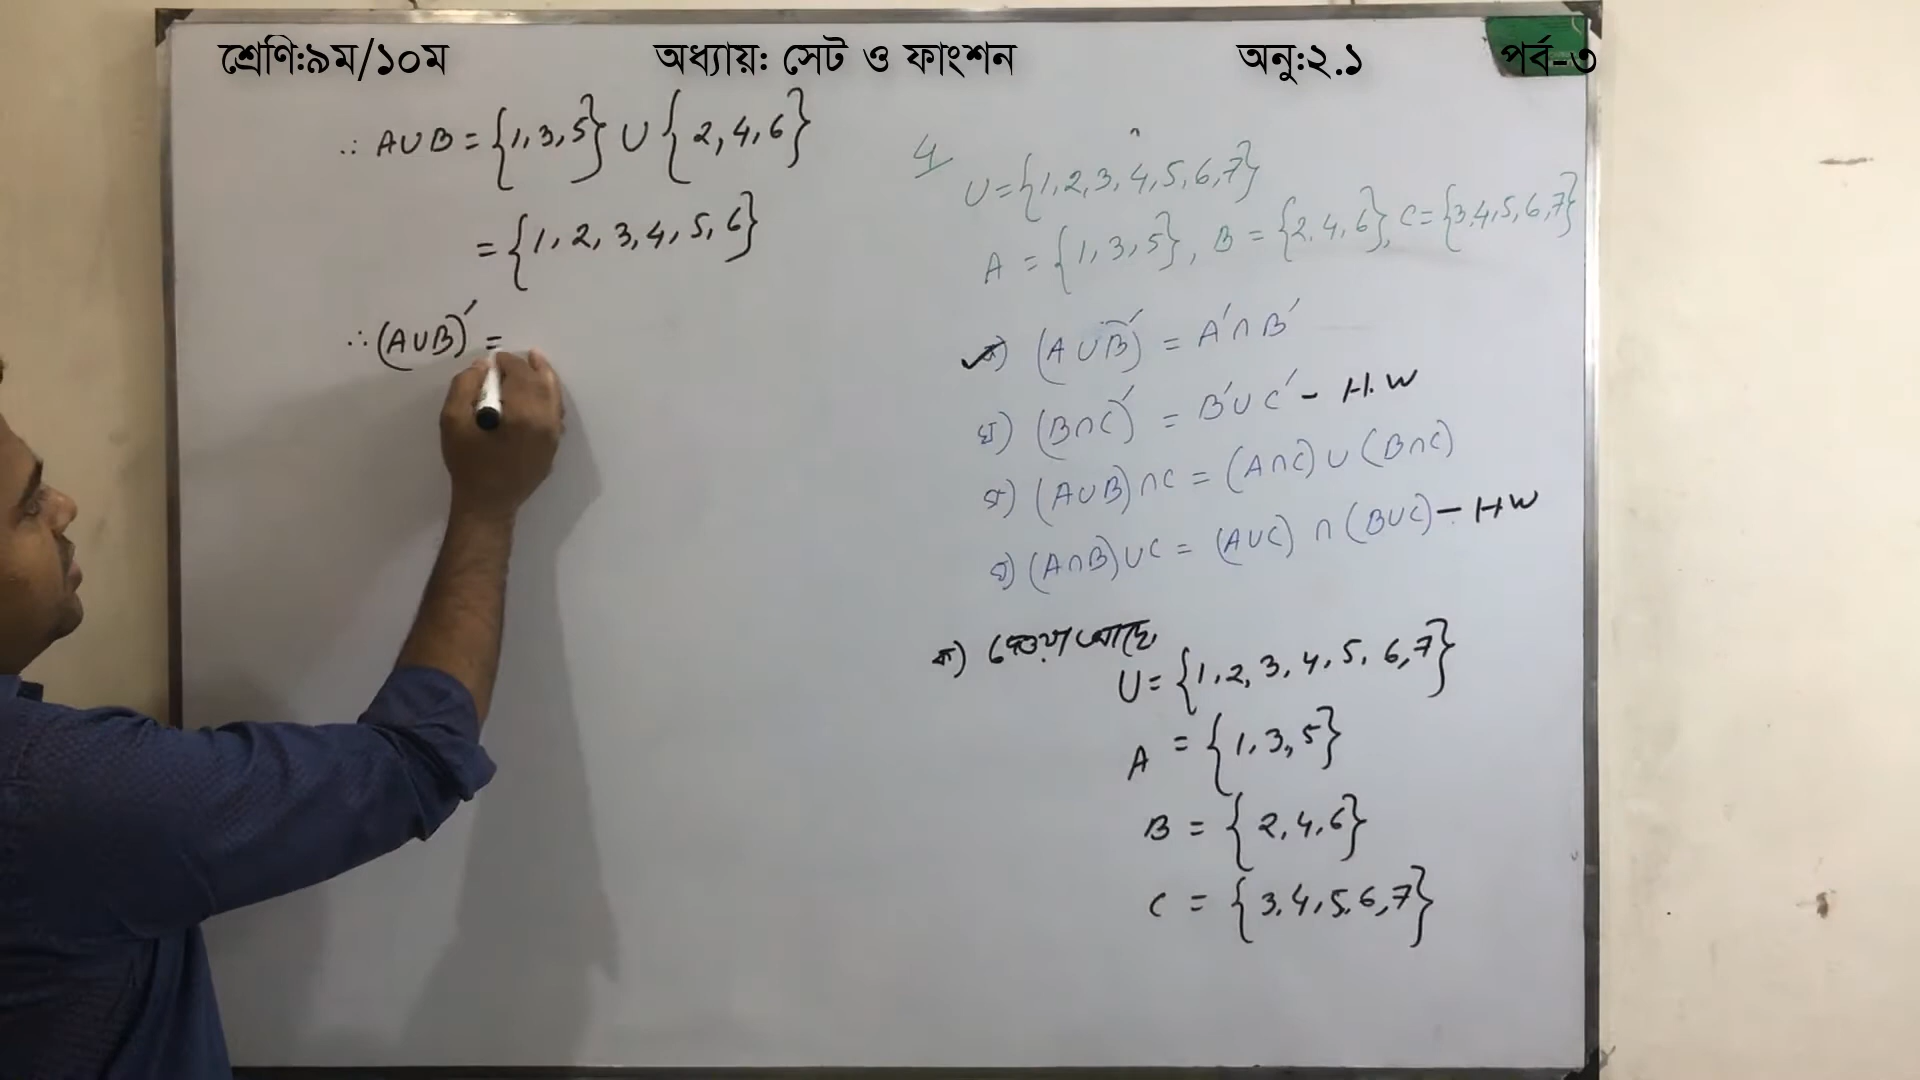 শ্রেণি:৯ম/১০ম অধ্যায়: সেট ও ফাংশন অনু:২.১ পর্ব-৩
∴ A∪B = {1,3,5} ∪ {2,4,6}
= {1,2,3,4,5,6}
∴ (A∪B)′ =
4
U={1,2,3,4,5,6,7}
A = {1,3,5}, B = {2,4,6}, C={3,4,5,6,7}
ক) (A∪B)′ = A′∩B′
খ) (B∩C)′ = B′∪C′ - H.W
গ) (A∪B)∩C = (A∩C)∪(B∩C)
ঘ) (A∩B)∪C = (A∪C) ∩ (B∪C) - H.W
ক) দেওয়া আছে
U= {1,2,3,4,5,6,7}
A = {1,3,5}
B = {2,4,6}
C = {3,4,5,6,7}